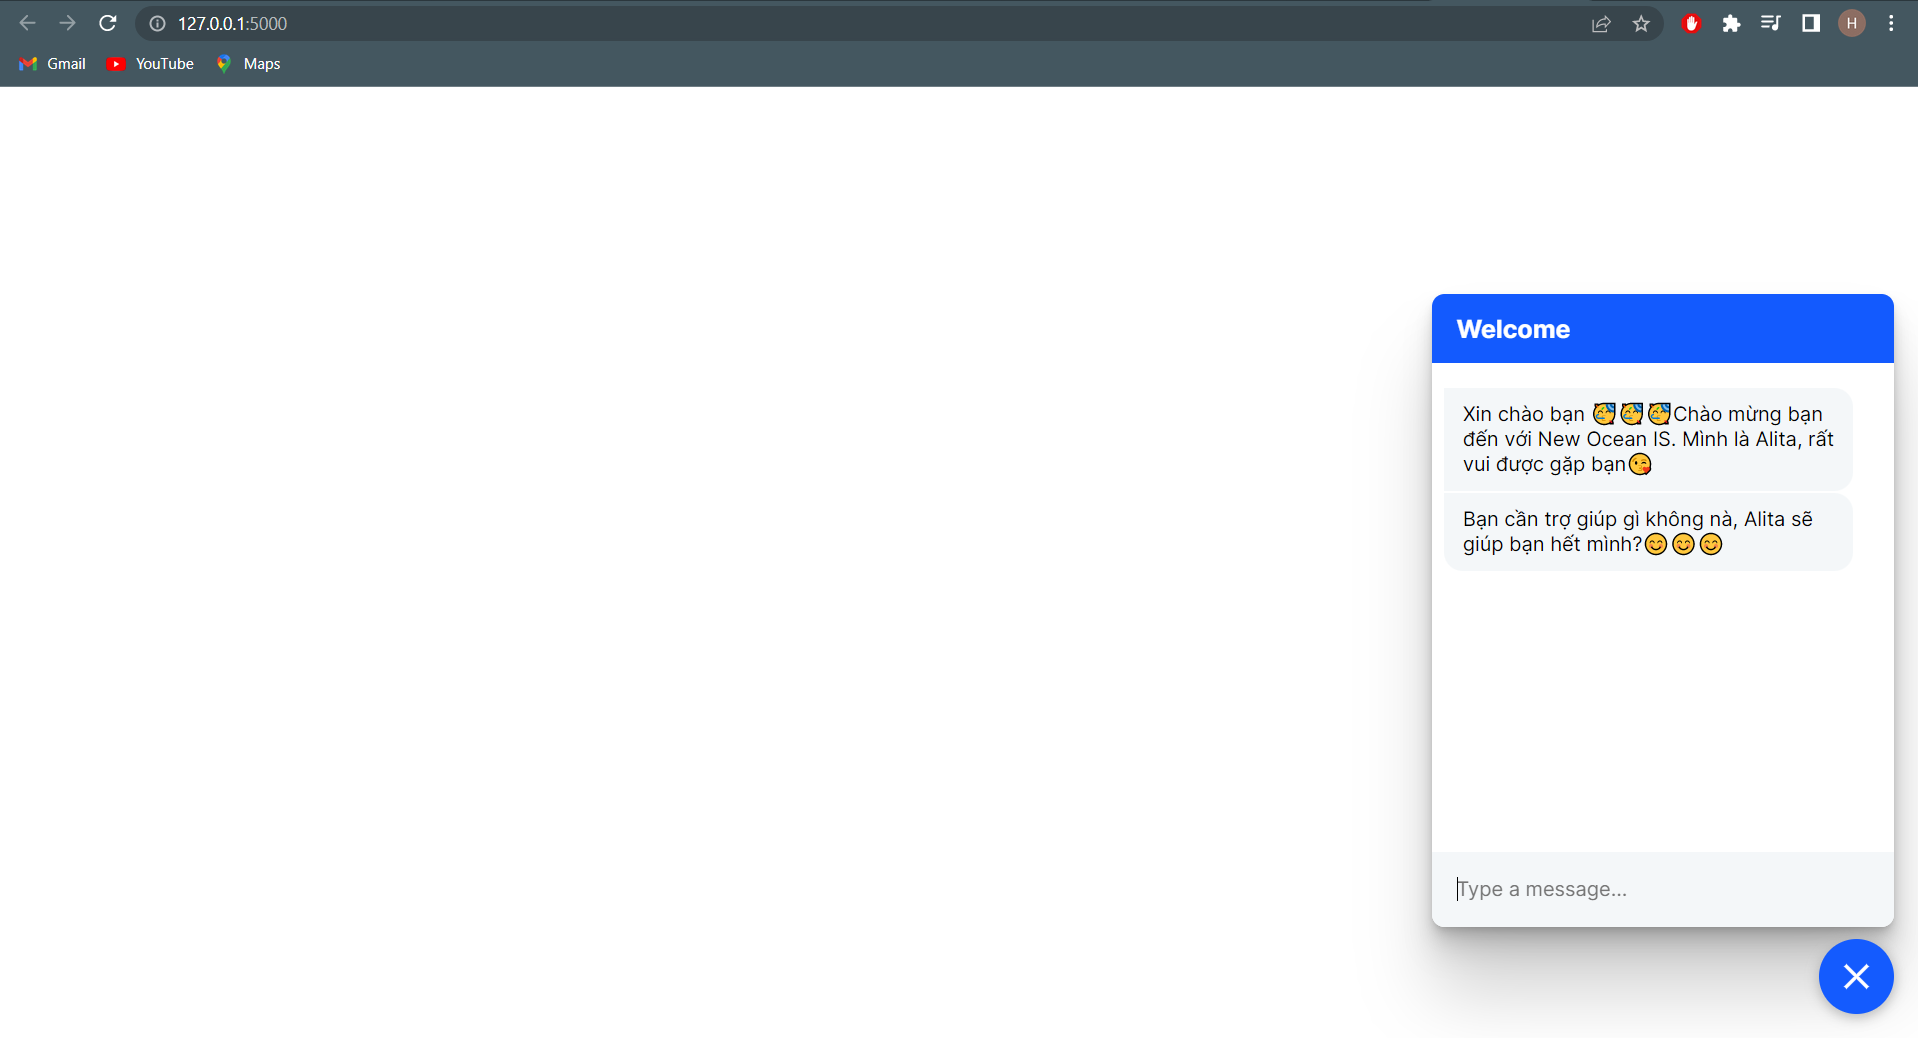 127.0.0.1:5000
H
Gmail YouTube Maps
Welcome
Xin chào bạn 🥳🥳🥳Chào mừng bạn
đến với New Ocean IS. Mình là Alita, rất
vui được gặp bạn😘
Bạn cần trợ giúp gì không nà, Alita sẽ
giúp bạn hết mình?😊😊😊
Type a message...